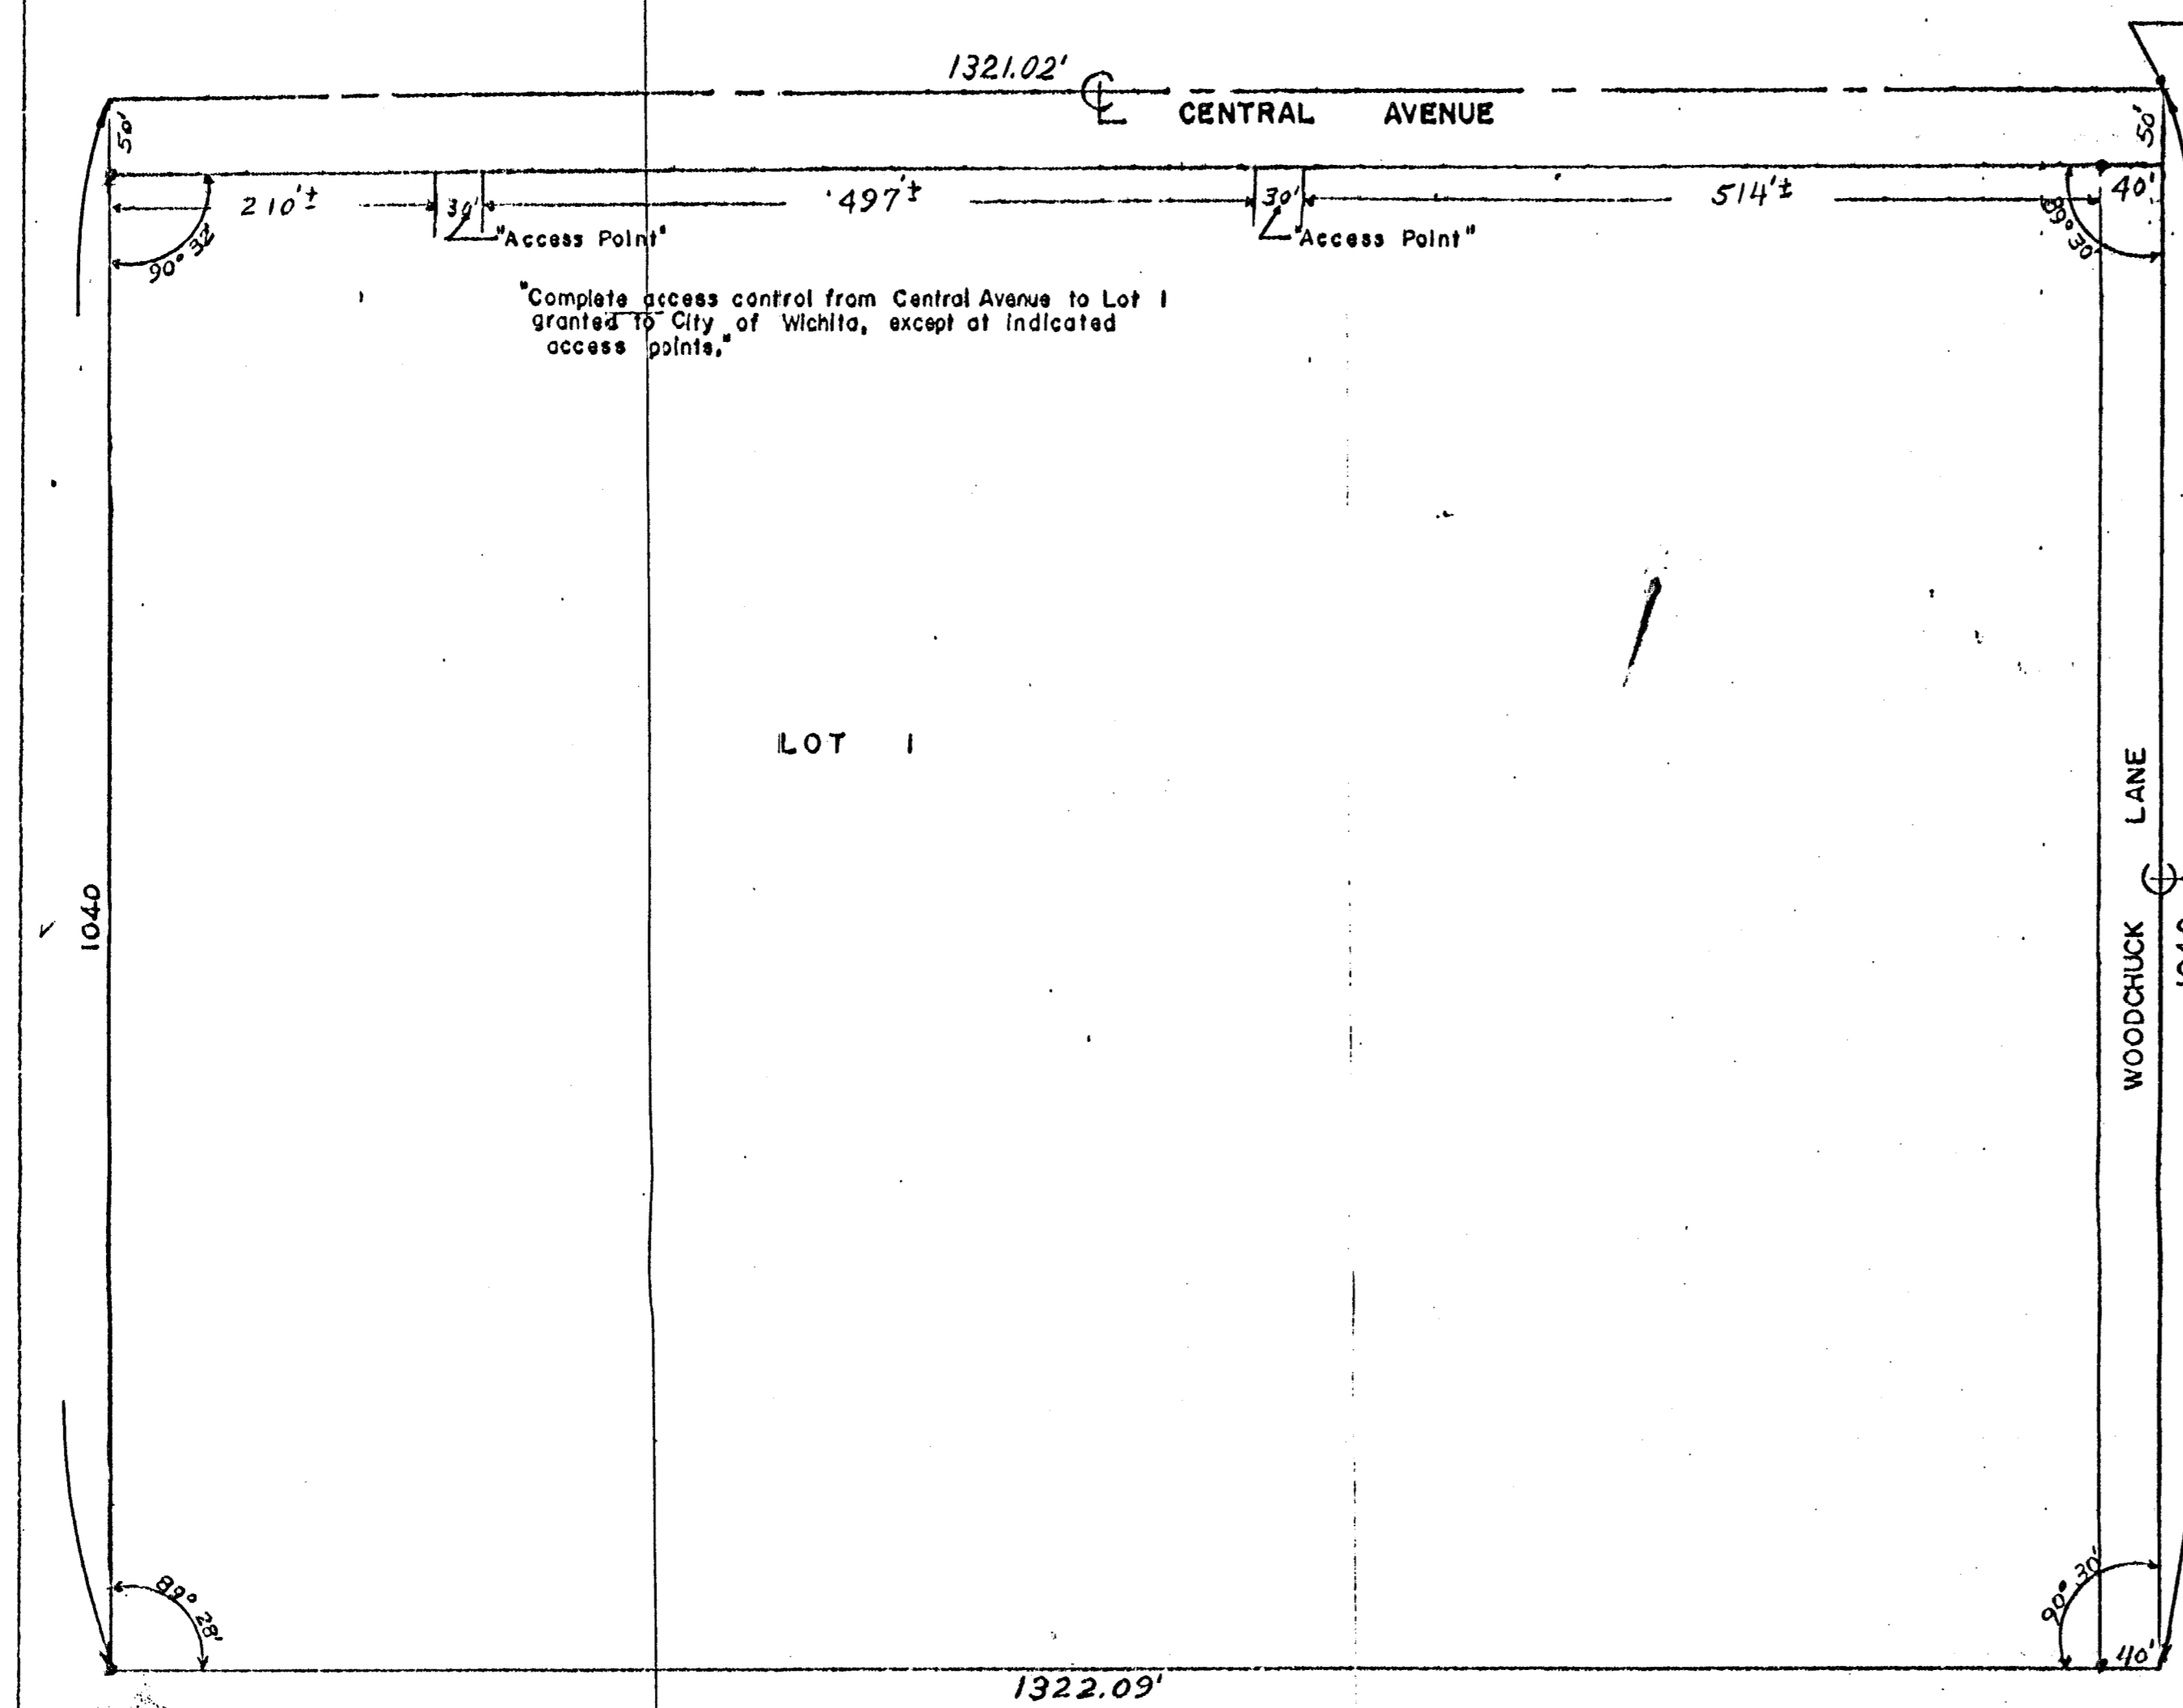 1321.02'
℄ CENTRAL AVENUE
50'
50'
210'±
30'
497'±
30'
514'±
40'
"Access Point"
"Access Point"
90° 32'
89° 30'
"Complete access control from Central Avenue to Lot 1
granted to City of Wichita, except at indicated
access points."
LOT 1
1040
WOODCHUCK LANE
89° 28'
90° 30'
40'
1322.09'